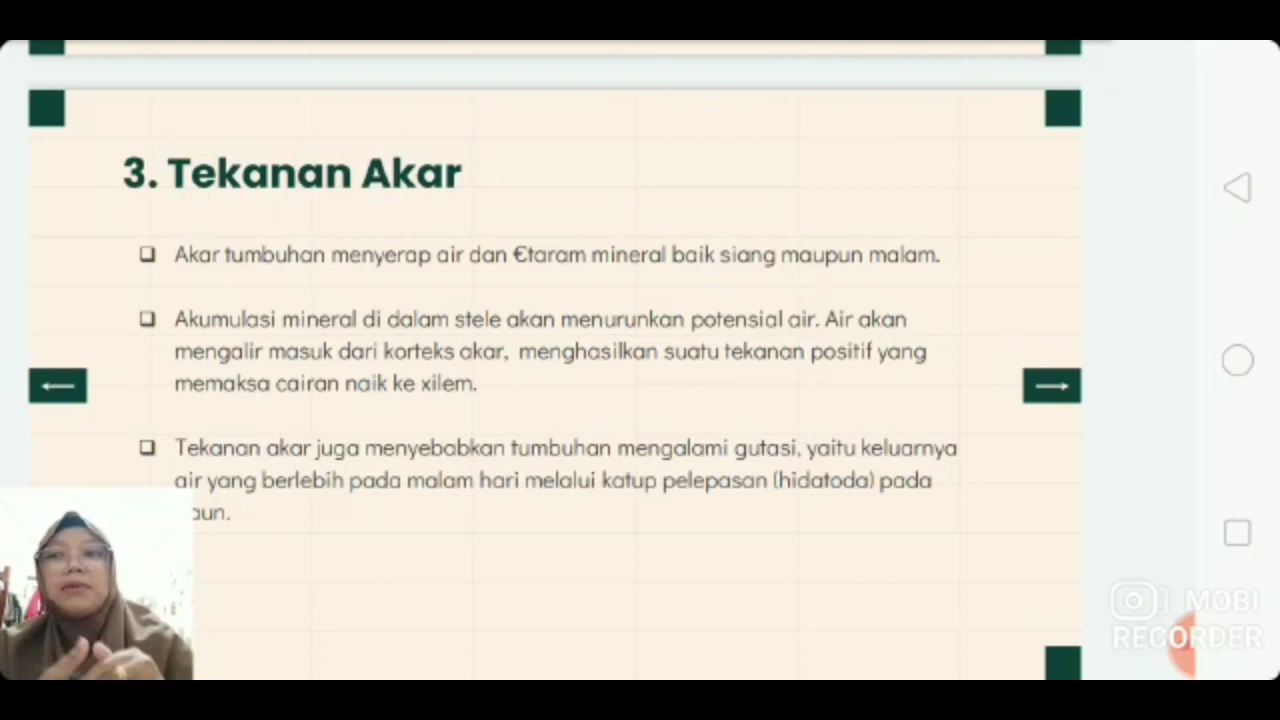 3. Tekanan Akar
❑ Akar tumbuhan menyerap air dan €taram mineral baik siang maupun malam.
❑ Akumulasi mineral di dalam stele akan menurunkan potensial air. Air akan
mengalir masuk dari korteks akar, menghasilkan suatu tekanan positif yang
memaksa cairan naik ke xilem.
❑ Tekanan akar juga menyebabkan tumbuhan mengalami gutasi, yaitu keluarnya
air yang berlebih pada malam hari melalui katup pelepasan (hidatoda) pada
aun.
MOBI
RECORDER